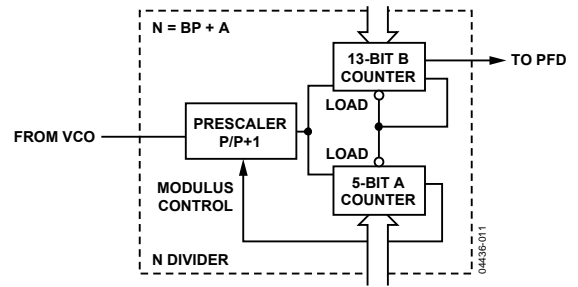 N = BP + A
13-BIT B
COUNTER
TO PFD
LOAD
PRESCALER
P/P+1
FROM VCO
LOAD
MODULUS
CONTROL
5-BIT A
COUNTER
N DIVIDER
04436-011